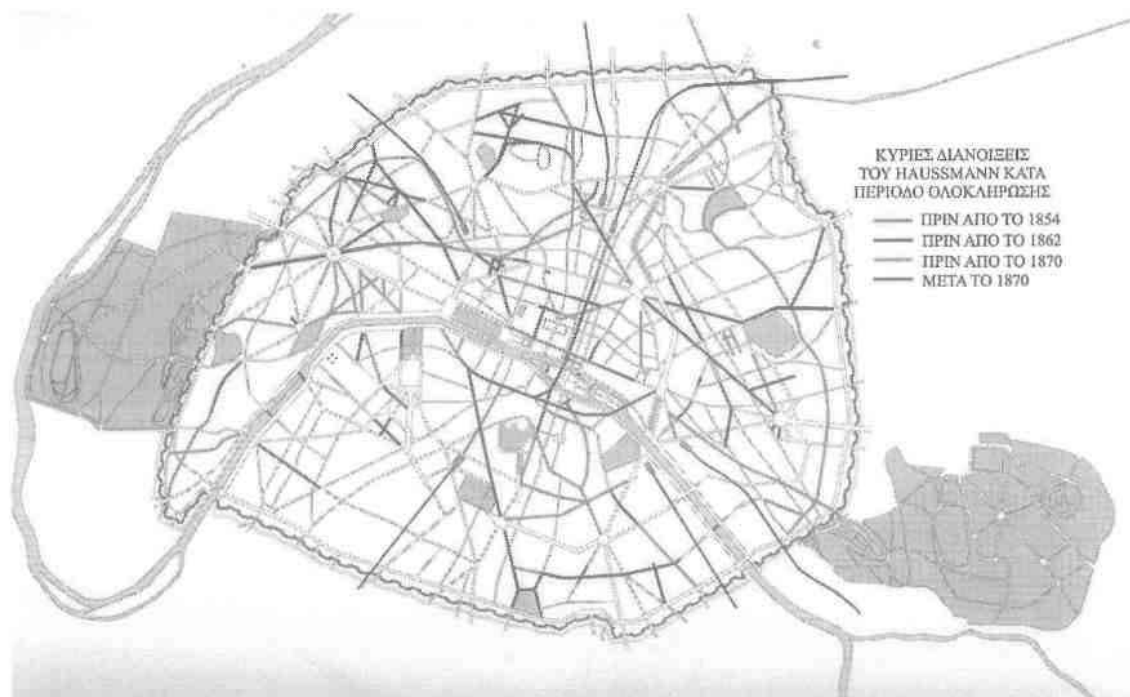 ΚΥΡΙΕΣ ΔΙΑΝΟΙΞΕΙΣ
ΤΟΥ HAUSSMANN ΚΑΤΑ
ΠΕΡΙΟΔΟ ΟΛΟΚΛΗΡΩΣΗΣ
ΠΡΙΝ ΑΠΟ ΤΟ 1854
ΠΡΙΝ ΑΠΟ ΤΟ 1862
ΠΡΙΝ ΑΠΟ ΤΟ 1870
ΜΕΤΑ ΤΟ 1870